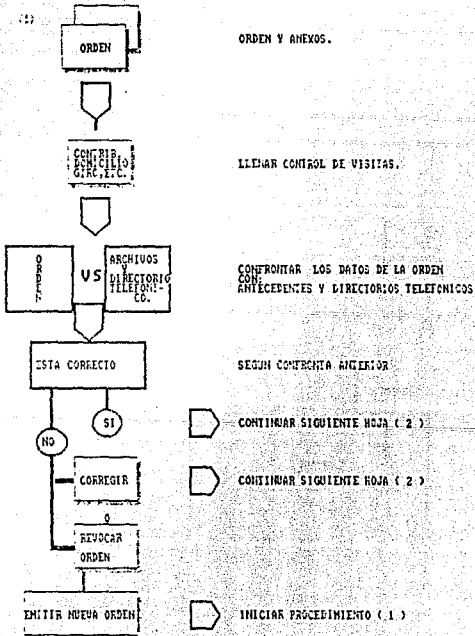 (1)
ORDEN
ORDEN Y ANEXOS.
CONTRIB.
DOMICILIO
GIRO, E.C.
LLENAR CONTROL DE VISITAS.
ORDEN
VS
ARCHIVOS
Y
DIRECTORIO
TELEFONI-
CO.
CONFRONTAR LOS DATOS DE LA ORDEN
CON:
ANTECEDENTES Y DIRECTORIOS TELEFONICOS
ESTA CORRECTO
SEGUN CONFRONTA ANTERIOR
SI
CONTINUAR SIGUIENTE HOJA ( 2 )
NO
CORREGIR
CONTINUAR SIGUIENTE HOJA ( 2 )
O
REVOCAR
ORDEN
EMITIR NUEVA ORDEN
INICIAR PROCEDIMIENTO ( 1 )